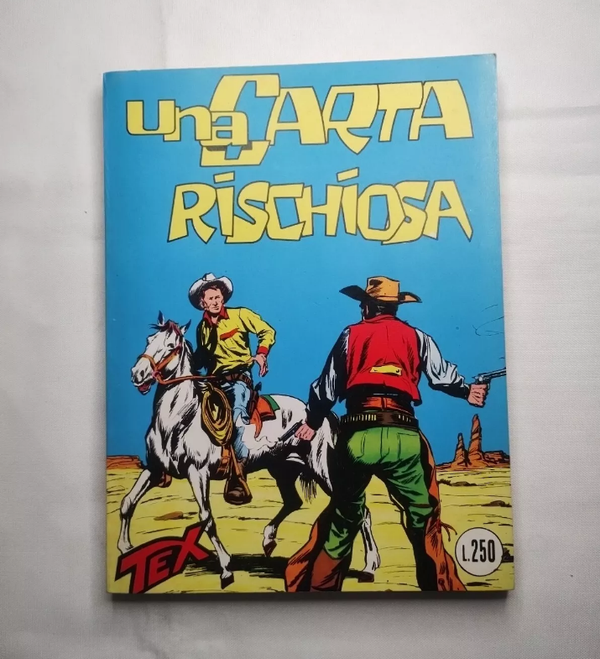 una CARTA
RISCHIOSA
TEX
L.250